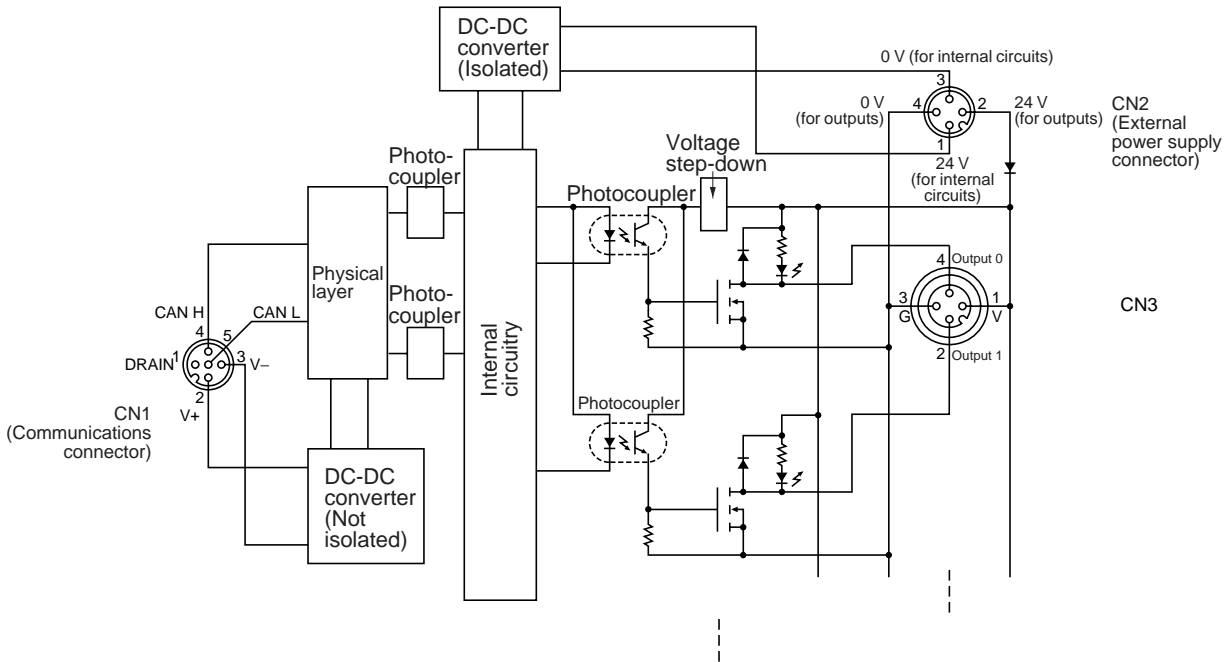 DC-DC
converter
(Isolated)
0 V (for internal circuits)
3
0 V
(for outputs)
4
2
24 V
(for outputs)
1
24 V
(for internal
circuits)
CN2
(External
power supply
connector)
Voltage
step-down
Photo-
coupler
Photocoupler
Physical
layer
Photo-
coupler
Internal
circuitry
CAN H
CAN L
4
5
DRAIN
1
3
V–
2
V+
CN1
(Communications
connector)
DC-DC
converter
(Not
isolated)
4
Output 0
3
G
1
V
2
Output 1
CN3
Photocoupler